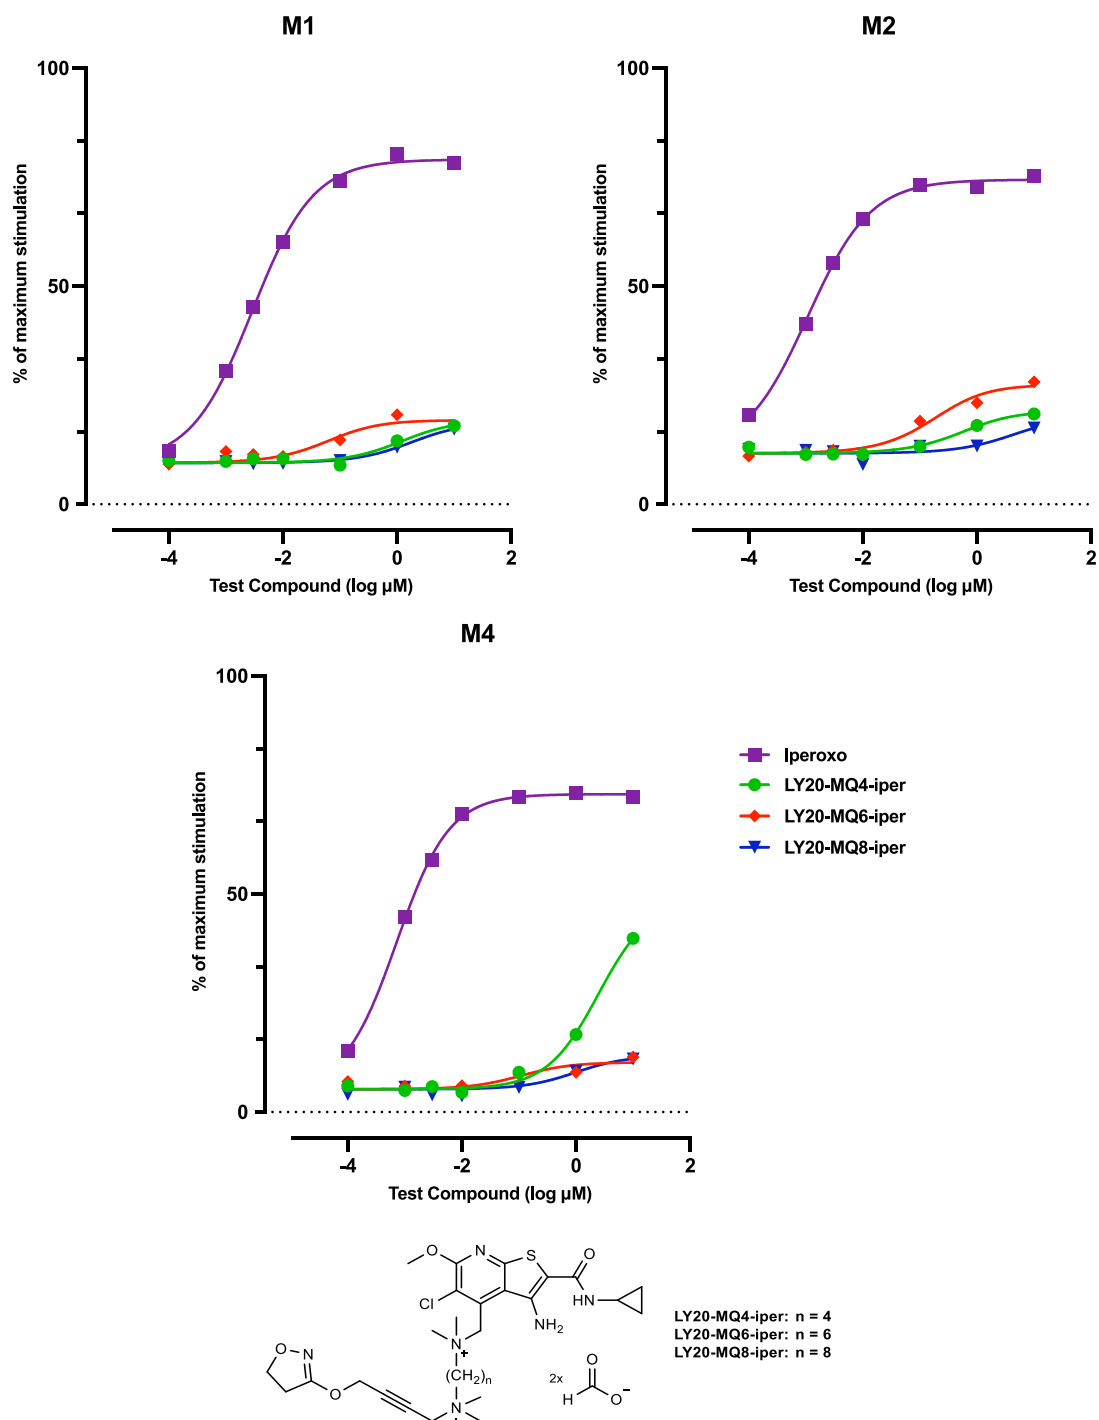 M1
M2
100
50
0
% of maximum stimulation
-4
-2
0
2
Test Compound (log µM)
100
50
0
% of maximum stimulation
-4
-2
0
2
Test Compound (log µM)
M4
100
50
0
% of maximum stimulation
-4
-2
0
2
Test Compound (log µM)
Iperoxo
LY20-MQ4-iper
LY20-MQ6-iper
LY20-MQ8-iper
O
N
S
O
Cl
NH
NH2
N
+
(CH2)n
N
O
N
O
2x
O
H
O−
LY20-MQ4-iper: n = 4
LY20-MQ6-iper: n = 6
LY20-MQ8-iper: n = 8